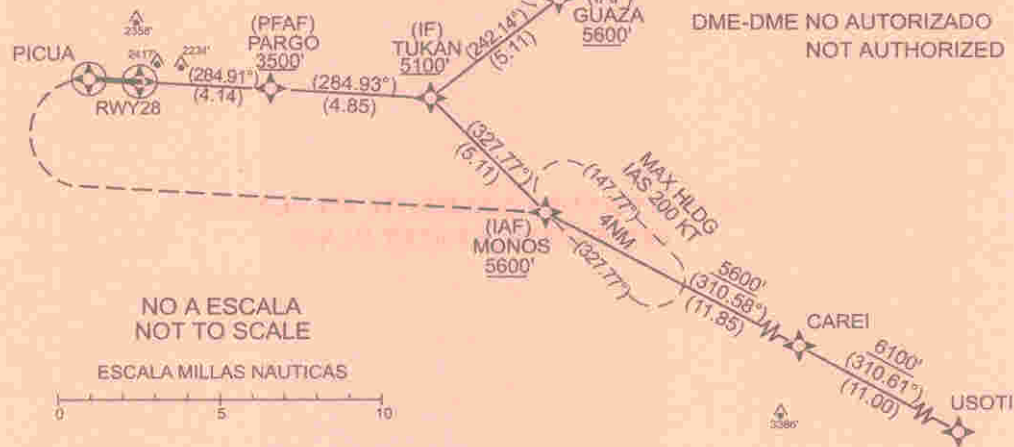 GUAZA
5600'
DME-DME NO AUTORIZADO
NOT AUTHORIZED
(242.14°)
(5.11)
(IF)
TUKAN
5100'
(PFAF)
PARGO
3500'
2358'
2417'
2234'
PICUA
RWY28
(284.91°)
(4.14)
(284.93°)
(4.85)
(327.77°)
(5.11)
MAX HLDG
IAS 200 KT
(147.77°)
4NM
(327.77°)
(IAF)
MONOS
5600'
5600'
(310.58°)
(11.85)
CAREI
6100'
(310.61°)
(11.00)
USOTI
3386'
NO A ESCALA
NOT TO SCALE
ESCALA MILLAS NAUTICAS
0 5 10